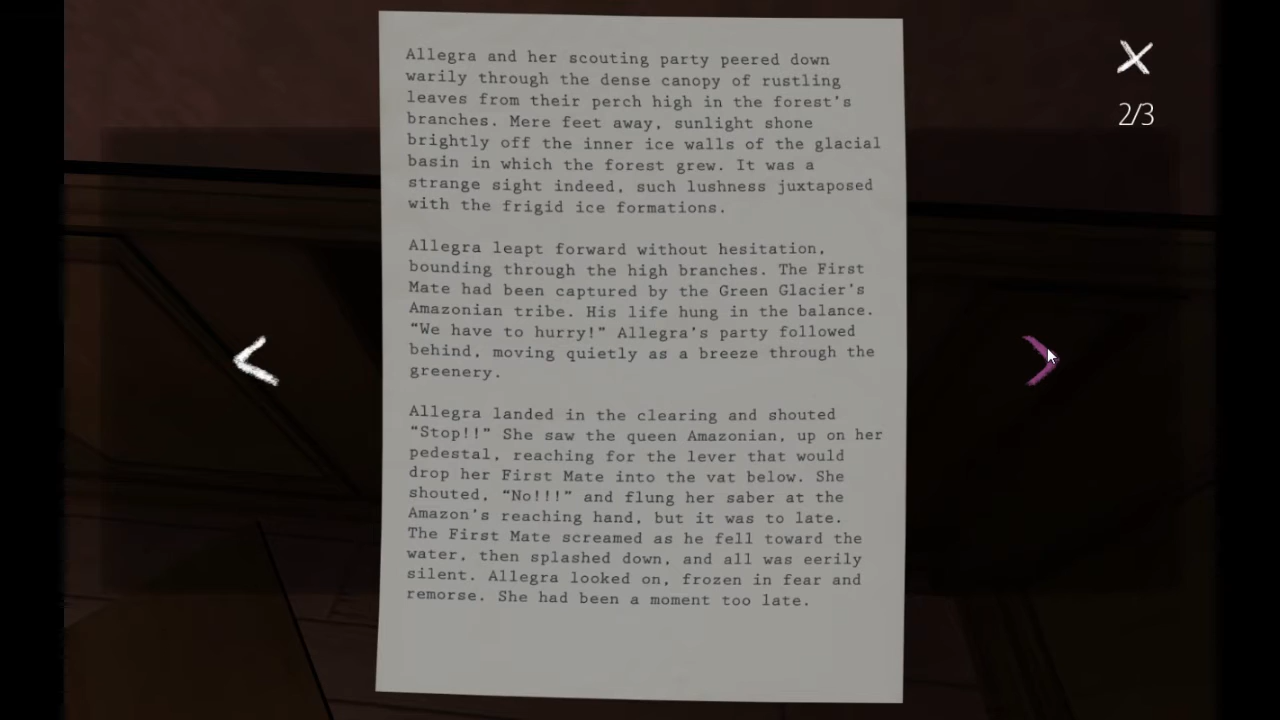 Allegra and her scouting party peered down
warily through the dense canopy of rustling
leaves from their perch high in the forest's
branches. Mere feet away, sunlight shone
brightly off the inner ice walls of the glacial
basin in which the forest grew. It was a
strange sight indeed, such lushness juxtaposed
with the frigid ice formations.
Allegra leapt forward without hesitation,
bounding through the high branches. The First
Mate had been captured by the Green Glacier's
Amazonian tribe. His life hung in the balance.
“We have to hurry!” Allegra's party followed
behind, moving quietly as a breeze through the
greenery.
Allegra landed in the clearing and shouted
“Stop!!” She saw the queen Amazonian, up on her
pedestal, reaching for the lever that would
drop her First Mate into the vat below. She
shouted, “No!!!” and flung her saber at the
Amazon's reaching hand, but it was to late.
The First Mate screamed as he fell toward the
water, then splashed down, and all was eerily
silent. Allegra looked on, frozen in fear and
remorse. She had been a moment too late.
2/3